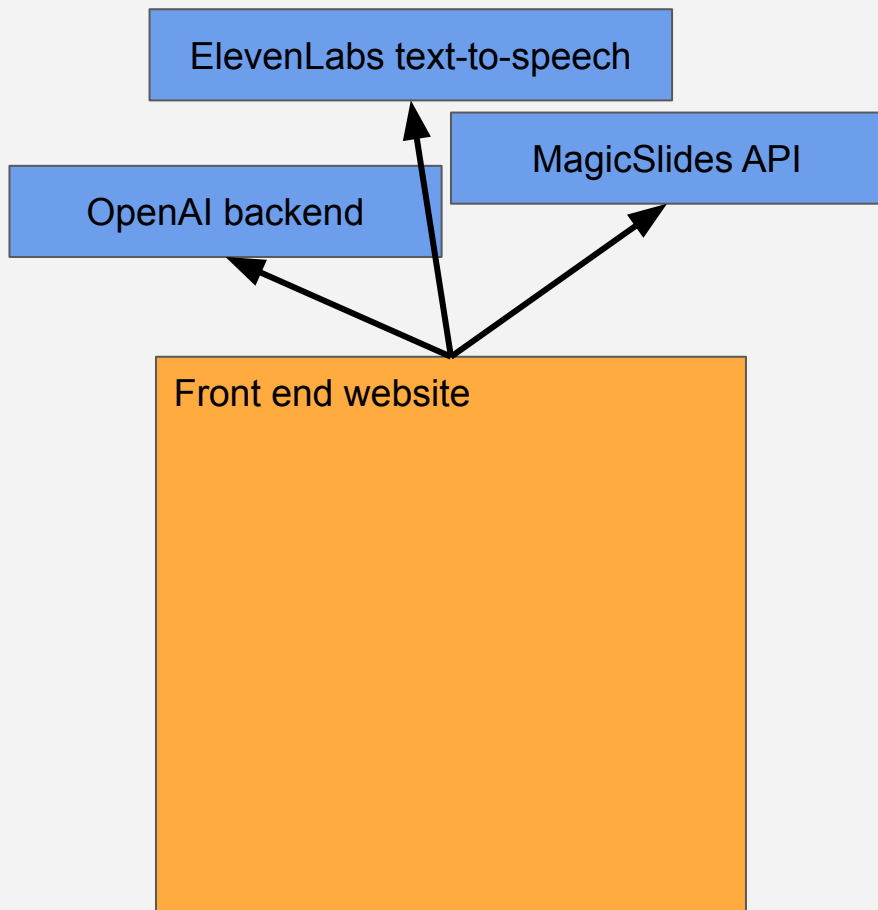 ElevenLabs text-to-speech
MagicSlides API
OpenAI backend
Front end website